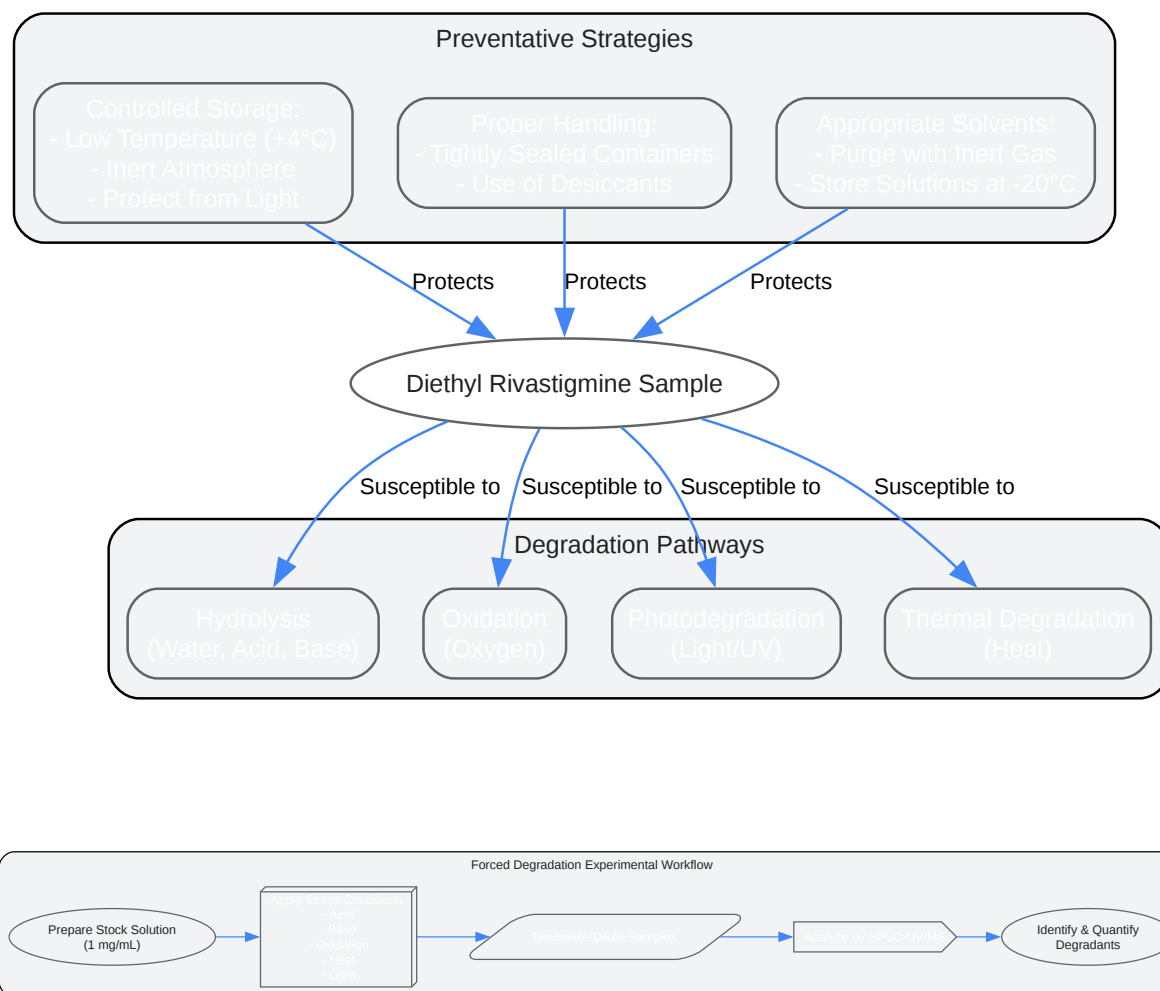 Preventative Strategies
Controlled Storage:
- Low Temperature (+4°C)
- Inert Atmosphere
- Protect from Light
Proper Handling:
- Tightly Sealed Containers
- Use of Desiccants
Appropriate Solvents:
- Purge with Inert Gas
- Store Solutions at -20°C
Protects
Protects
Protects
Diethyl Rivastigmine Sample
Susceptible to
Susceptible to
Susceptible to
Susceptible to
Degradation Pathways
Hydrolysis
(Water, Acid, Base)
Oxidation
(Oxygen)
Photodegradation
(Light/UV)
Thermal Degradation
(Heat)
Forced Degradation Experimental Workflow
Prepare Stock Solution
(1 mg/mL)
Apply Stress Conditions:
- Acid
- Base
- Oxidation
- Heat
- Light
Neutralize/Dilute Samples
Analyze by HPLC-UV/MS
Identify & Quantify
Degradants